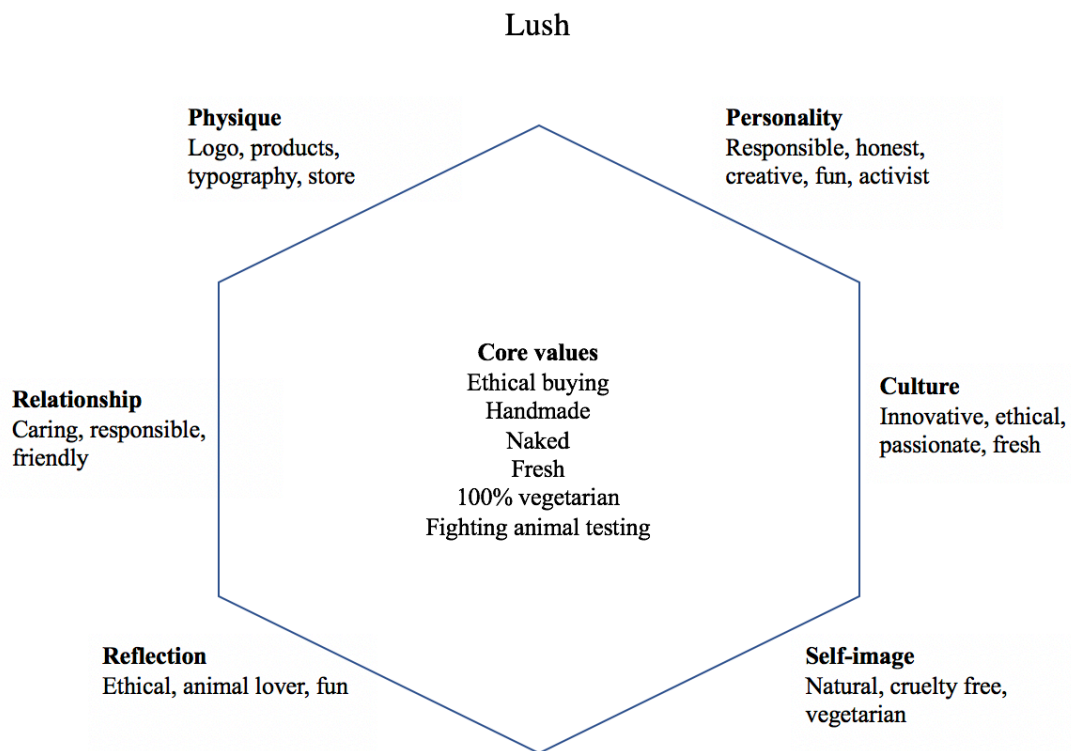 Lush
Physique
Logo, products,
typography, store
Personality
Responsible, honest,
creative, fun, activist
Relationship
Caring, responsible,
friendly
Core values
Ethical buying
Handmade
Naked
Fresh
100% vegetarian
Fighting animal testing
Culture
Innovative, ethical,
passionate, fresh
Reflection
Ethical, animal lover, fun
Self-image
Natural, cruelty free,
vegetarian